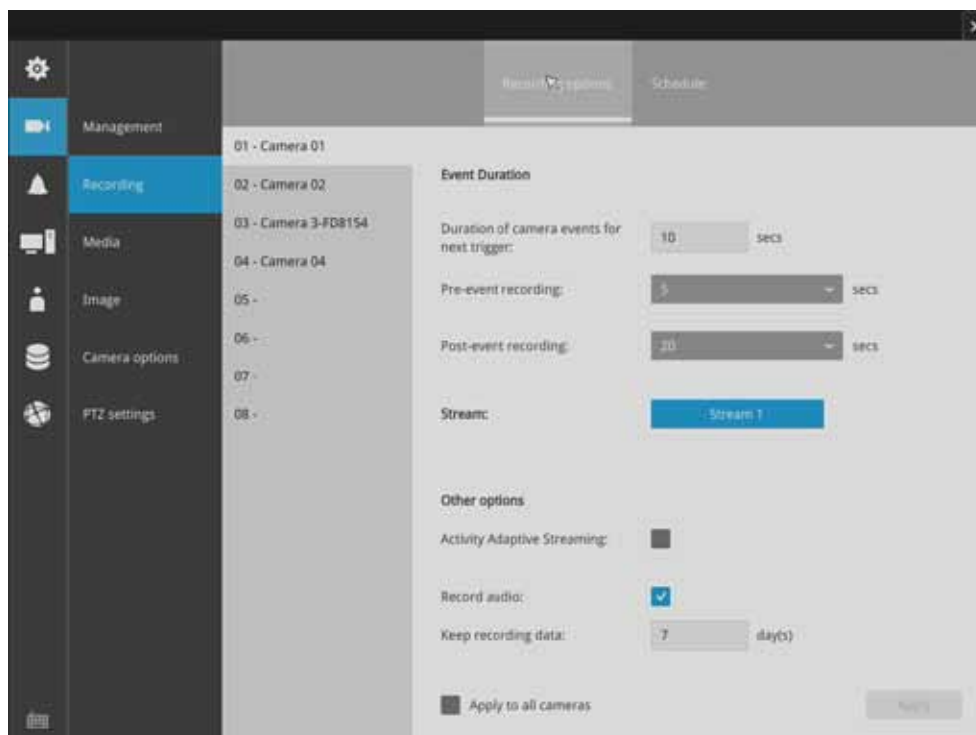 Recording options
Schedule
Management
Recording
Media
Image
Camera options
PTZ settings
01 - Camera 01
02 - Camera 02
03 - Camera 3-FD8154
04 - Camera 04
05 -
06 -
07 -
08 -
Event Duration
Duration of camera events for
next trigger:
10
secs
Pre-event recording:
5
secs
Post-event recording:
20
secs
Stream:
Stream 1
Other options
Activity Adaptive Streaming:
Record audio:
Keep recording data:
7
day(s)
Apply to all cameras
Apply